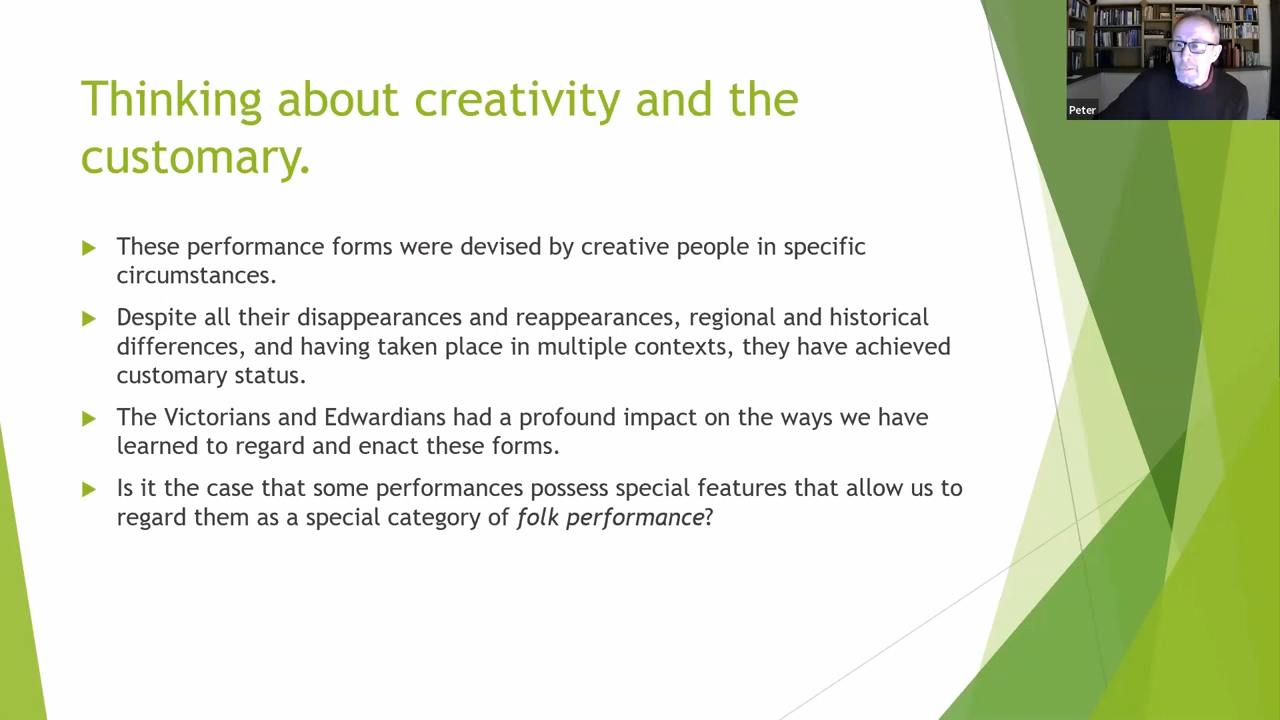 Thinking about creativity and the
customary.
These performance forms were devised by creative people in specific
circumstances.
Despite all their disappearances and reappearances, regional and historical
differences, and having taken place in multiple contexts, they have achieved
customary status.
The Victorians and Edwardians had a profound impact on the ways we have
learned to regard and enact these forms.
Is it the case that some performances possess special features that allow us to
regard them as a special category of folk performance?
Peter